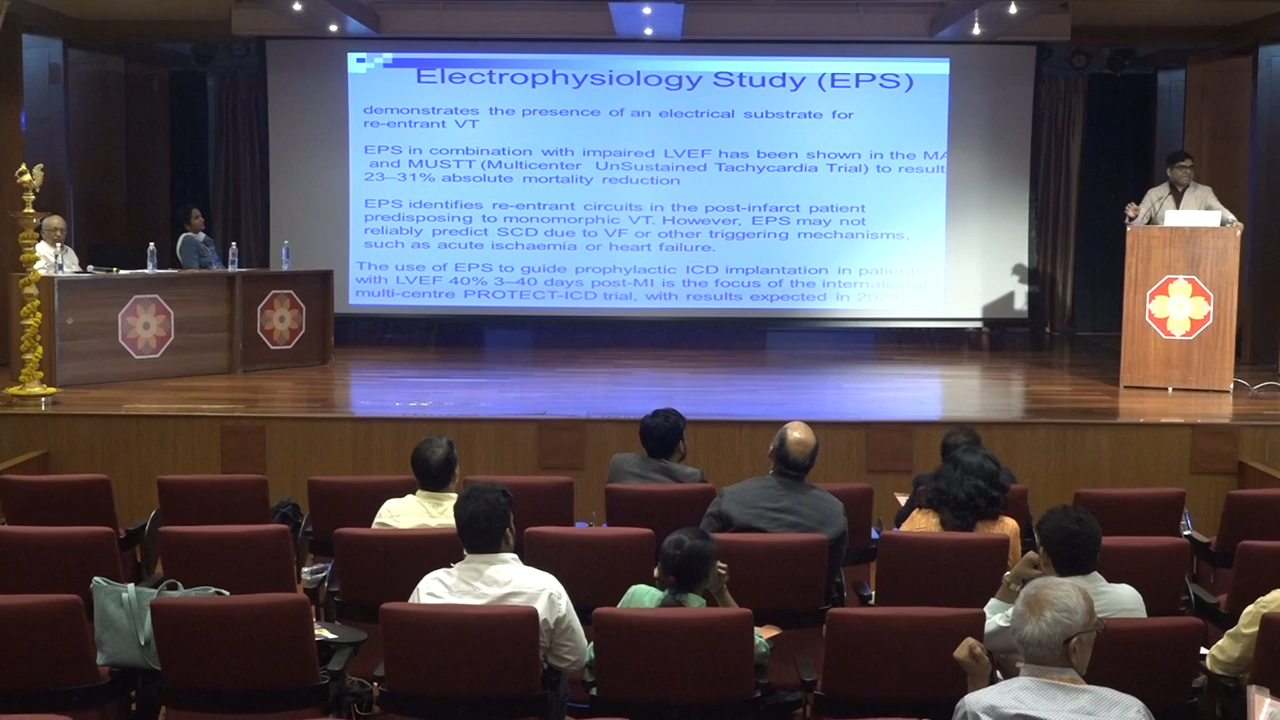 Electrophysiology Study (EPS)
demonstrates the presence of an electrical substrate for
re-entrant VT
EPS in combination with impaired LVEF has been shown in the MA
and MUSTT (Multicenter UnSustained Tachycardia Trial) to result
23–31% absolute mortality reduction
EPS identifies re-entrant circuits in the post-infarct patient
predisposing to monomorphic VT. However, EPS may not
reliably predict SCD due to VF or other triggering mechanisms,
such as acute ischaemia or heart failure.
The use of EPS to guide prophylactic ICD implantation in
with LVEF 40% 3–40 days post-MI is the focus of the
multi-centre PROTECT-ICD trial, with results expected in